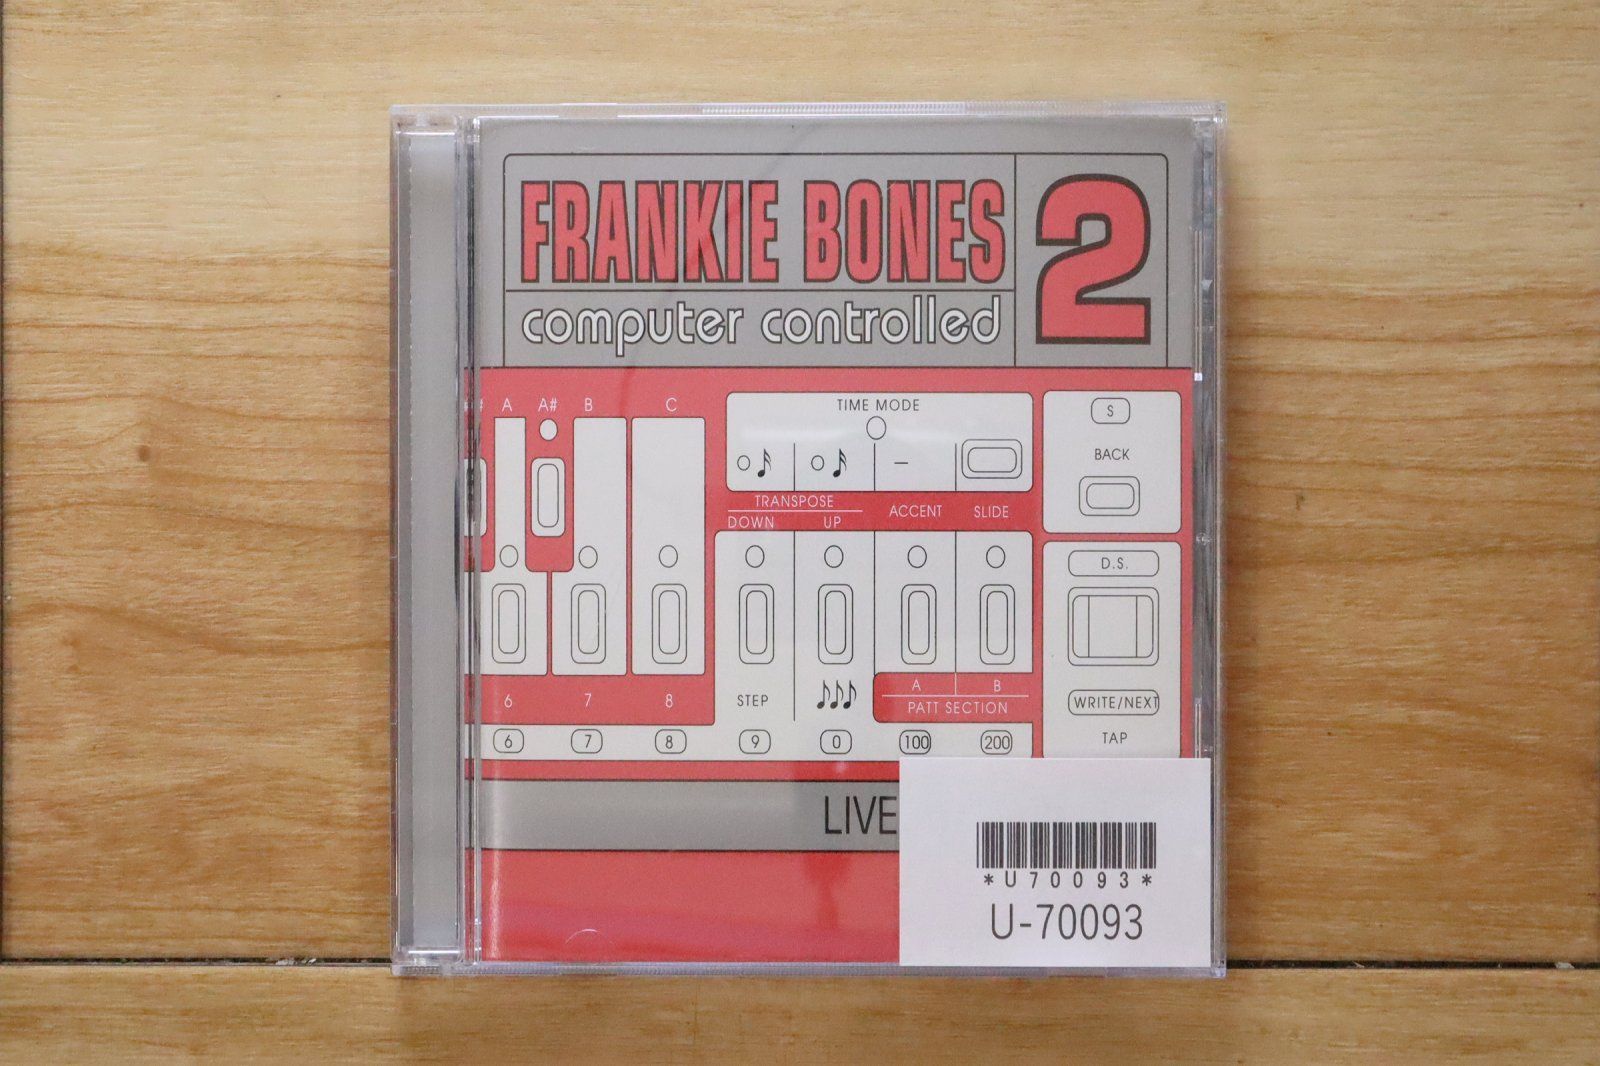 FRANKIE BONES 2
computer controlled
A A# B C
TIME MODE
S
BACK
TRANSPOSE
DOWN UP ACCENT SLIDE
D.S.
A B
6 7 8 STEP PATT SECTION
WRITE/NEXT
6 7 8 9 0 100 200
TAP
LIVE
*U70093*
U-70093